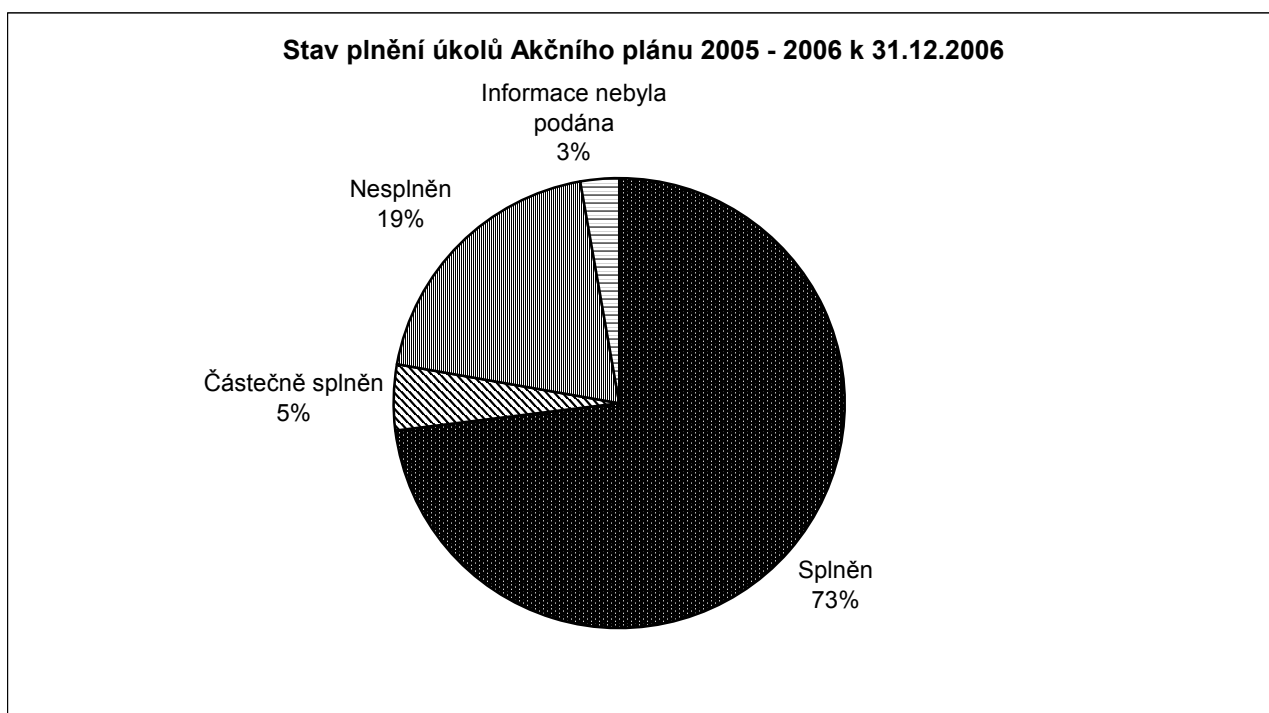 Stav plnění úkolů Akčního plánu 2005 - 2006 k 31.12.2006
Informace nebyla
podána
3%
Nesplněn
19%
Částečně splněn
5%
Splněn
73%